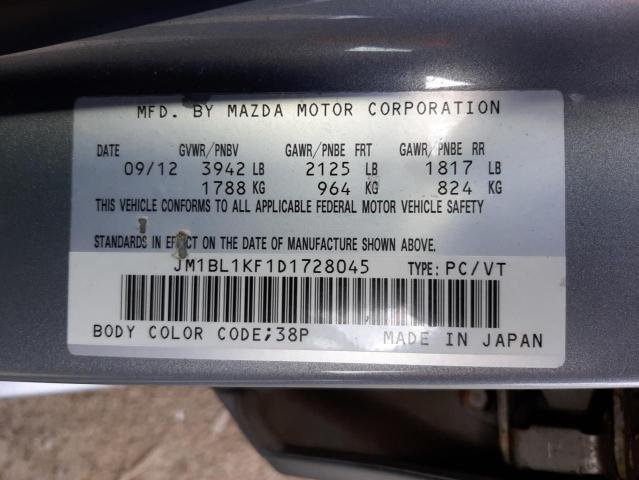 MFD. BY MAZDA MOTOR CORPORATION
DATE GVWR/PNBV GAWR/PNBE FRT GAWR/PNBE RR
09/12 3942 LB 2125 LB 1817 LB
1788 KG 964 KG 824 KG
THIS VEHICLE CONFORMS TO ALL APPLICABLE FEDERAL MOTOR VEHICLE SAFETY
STANDARDS IN EFFECT ON THE DATE OF MANUFACTURE SHOWN ABOVE.
JM1BL1KF1D1728045 TYPE: PC/VT
BODY COLOR CODE;38P MADE IN JAPAN